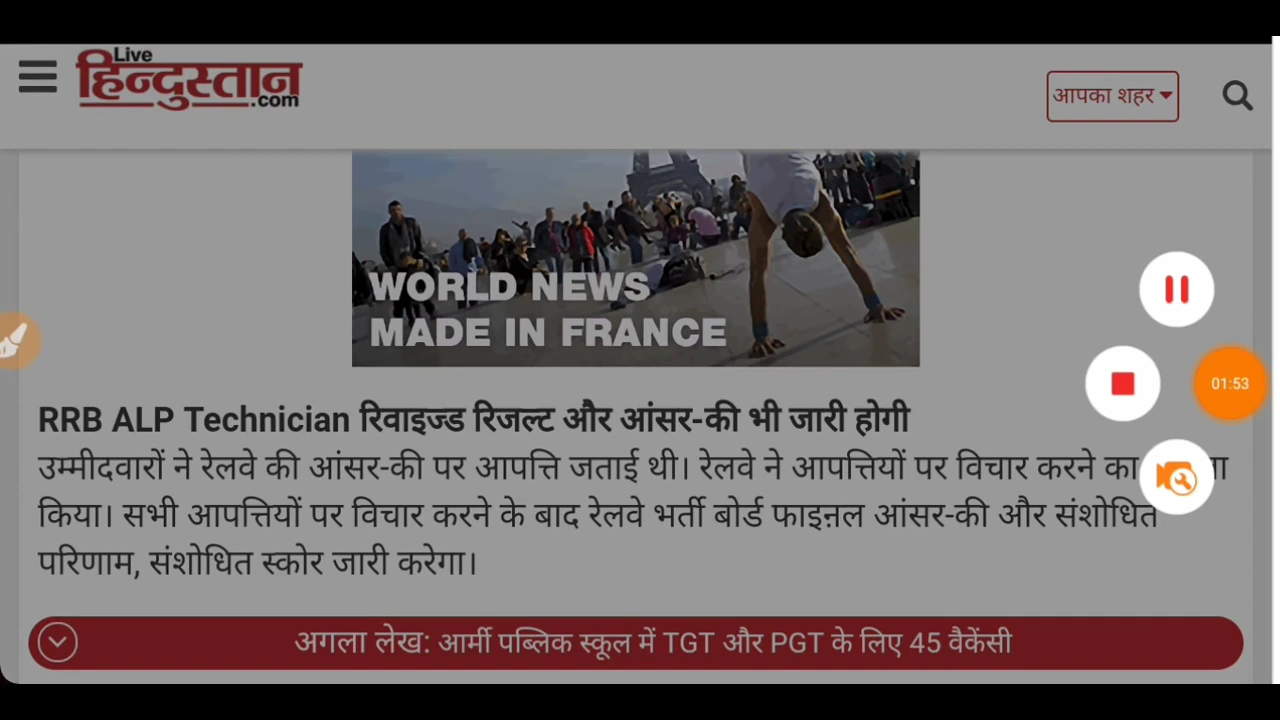 Live
हिन्दुस्तान
.com
आपका शहर
WORLD NEWS
MADE IN FRANCE
01:53
RRB ALP Technician रिवाइज्ड रिजल्ट और आंसर-की भी जारी होगी
उम्मीदवारों ने रेलवे की आंसर-की पर आपत्ति जताई थी। रेलवे ने आपत्तियों पर विचार करने का
किया। सभी आपत्तियों पर विचार करने के बाद रेलवे भर्ती बोर्ड फाइऩल आंसर-की और संशोधित
परिणाम, संशोधित स्कोर जारी करेगा।
अगला लेख: आर्मी पब्लिक स्कूल में TGT और PGT के लिए 45 वैकेंसी